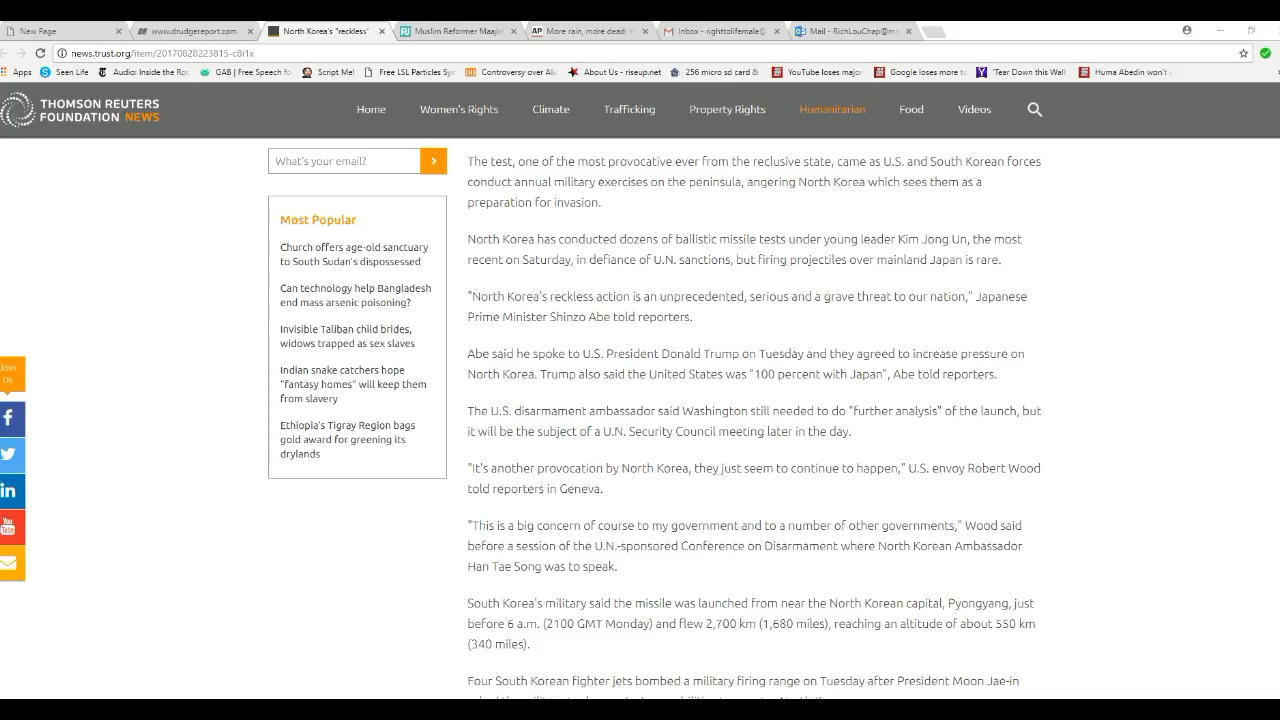 New Page
www.drudgereport.com
North Korea's "reckless"
Muslim Reformer Maajid
AP More rain, more dead: H
Inbox - righttolifemale@
Mail - RichLouChap@m
news.trust.org/item/20170828223815-c8i1x
Apps
Seen Life
Audio: Inside the Ro
GAB | Free Speech fo
Script Me!
Free LSL Particles Sys
Controversy over Ali
About Us - riseup.net
256 micro sd card &
YouTube loses major
Google loses more t
'Tear Down this Wall
Huma Abedin won't
THOMSON REUTERS
FOUNDATION NEWS
Home
Women's Rights
Climate
Trafficking
Property Rights
Humanitarian
Food
Videos
What's your email?
Most Popular
Church offers age-old sanctuary
to South Sudan's dispossessed
Can technology help Bangladesh
end mass arsenic poisoning?
Invisible Taliban child brides,
widows trapped as sex slaves
Indian snake catchers hope
"fantasy homes" will keep them
from slavery
Ethiopia's Tigray Region bags
gold award for greening its
drylands
Join
Us
You
Tube
The test, one of the most provocative ever from the reclusive state, came as U.S. and South Korean forces
conduct annual military exercises on the peninsula, angering North Korea which sees them as a
preparation for invasion.
North Korea has conducted dozens of ballistic missile tests under young leader Kim Jong Un, the most
recent on Saturday, in defiance of U.N. sanctions, but firing projectiles over mainland Japan is rare.
"North Korea's reckless action is an unprecedented, serious and a grave threat to our nation," Japanese
Prime Minister Shinzo Abe told reporters.
Abe said he spoke to U.S. President Donald Trump on Tuesday and they agreed to increase pressure on
North Korea. Trump also said the United States was "100 percent with Japan", Abe told reporters.
The U.S. disarmament ambassador said Washington still needed to do "further analysis" of the launch, but
it will be the subject of a U.N. Security Council meeting later in the day.
"It's another provocation by North Korea, they just seem to continue to happen," U.S. envoy Robert Wood
told reporters in Geneva.
"This is a big concern of course to my government and to a number of other governments," Wood said
before a session of the U.N.-sponsored Conference on Disarmament where North Korean Ambassador
Han Tae Song was to speak.
South Korea's military said the missile was launched from near the North Korean capital, Pyongyang, just
before 6 a.m. (2100 GMT Monday) and flew 2,700 km (1,680 miles), reaching an altitude of about 550 km
(340 miles).
Four South Korean fighter jets bombed a military firing range on Tuesday after President Moon Jae-in